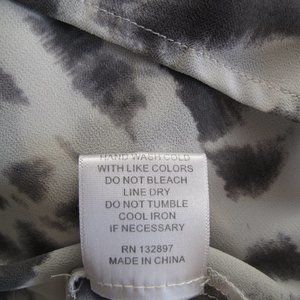 HAND WASH COLD
WITH LIKE COLORS
DO NOT BLEACH
LINE DRY
DO NOT TUMBLE
COOL IRON
IF NECESSARY
RN 132897
MADE IN CHINA